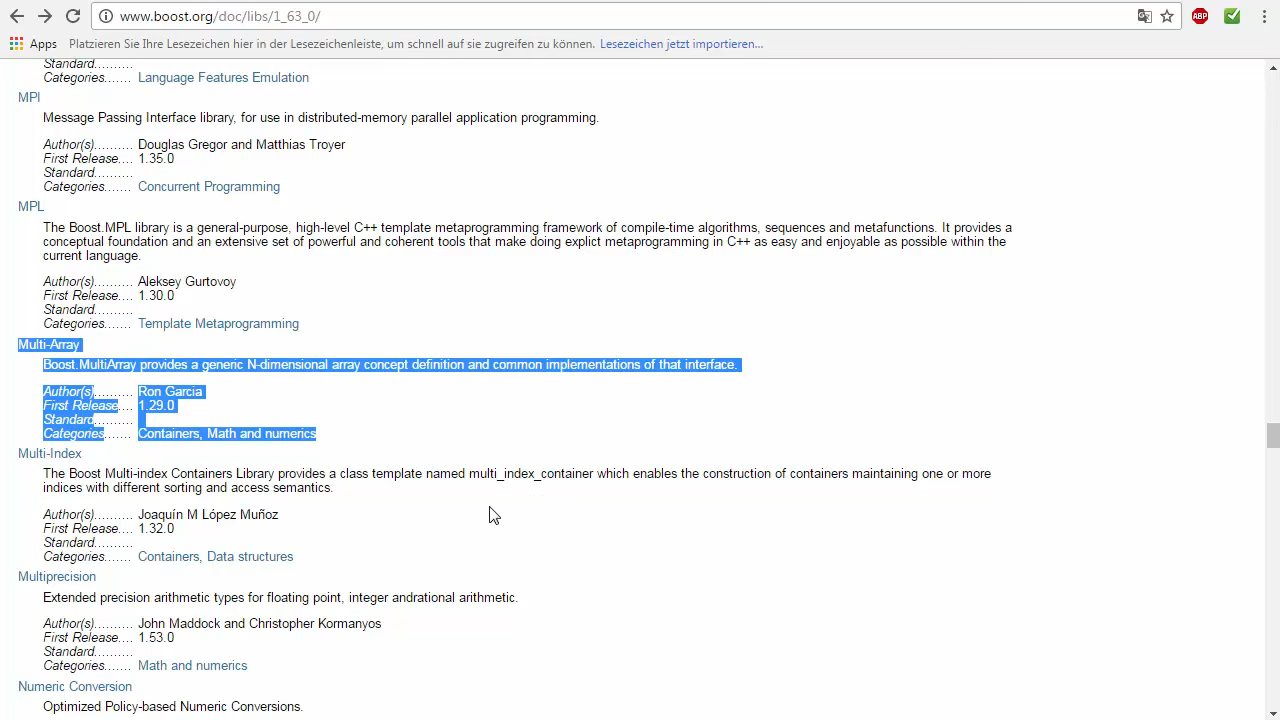 www.boost.org/doc/libs/1_63_0/
ABP
Apps Platzieren Sie Ihre Lesezeichen hier in der Lesezeichenleiste, um schnell auf sie zugreifen zu können. Lesezeichen jetzt importieren...
Standard..........
Categories....... Language Features Emulation
MPI
Message Passing Interface library, for use in distributed-memory parallel application programming.
Author(s).......... Douglas Gregor and Matthias Troyer
First Release.... 1.35.0
Standard..........
Categories....... Concurrent Programming
MPL
The Boost.MPL library is a general-purpose, high-level C++ template metaprogramming framework of compile-time algorithms, sequences and metafunctions. It provides a
conceptual foundation and an extensive set of powerful and coherent tools that make doing explict metaprogramming in C++ as easy and enjoyable as possible within the
current language.
Author(s).......... Aleksey Gurtovoy
First Release.... 1.30.0
Standard..........
Categories....... Template Metaprogramming
Multi-Array
Boost.MultiArray provides a generic N-dimensional array concept definition and common implementations of that interface.
Author(s).......... Ron Garcia
First Release.... 1.29.0
Standard..........
Categories....... Containers, Math and numerics
Multi-Index
The Boost Multi-index Containers Library provides a class template named multi_index_container which enables the construction of containers maintaining one or more
indices with different sorting and access semantics.
Author(s).......... Joaquín M López Muñoz
First Release.... 1.32.0
Standard..........
Categories....... Containers, Data structures
Multiprecision
Extended precision arithmetic types for floating point, integer andrational arithmetic.
Author(s).......... John Maddock and Christopher Kormanyos
First Release.... 1.53.0
Standard..........
Categories....... Math and numerics
Numeric Conversion
Optimized Policy-based Numeric Conversions.